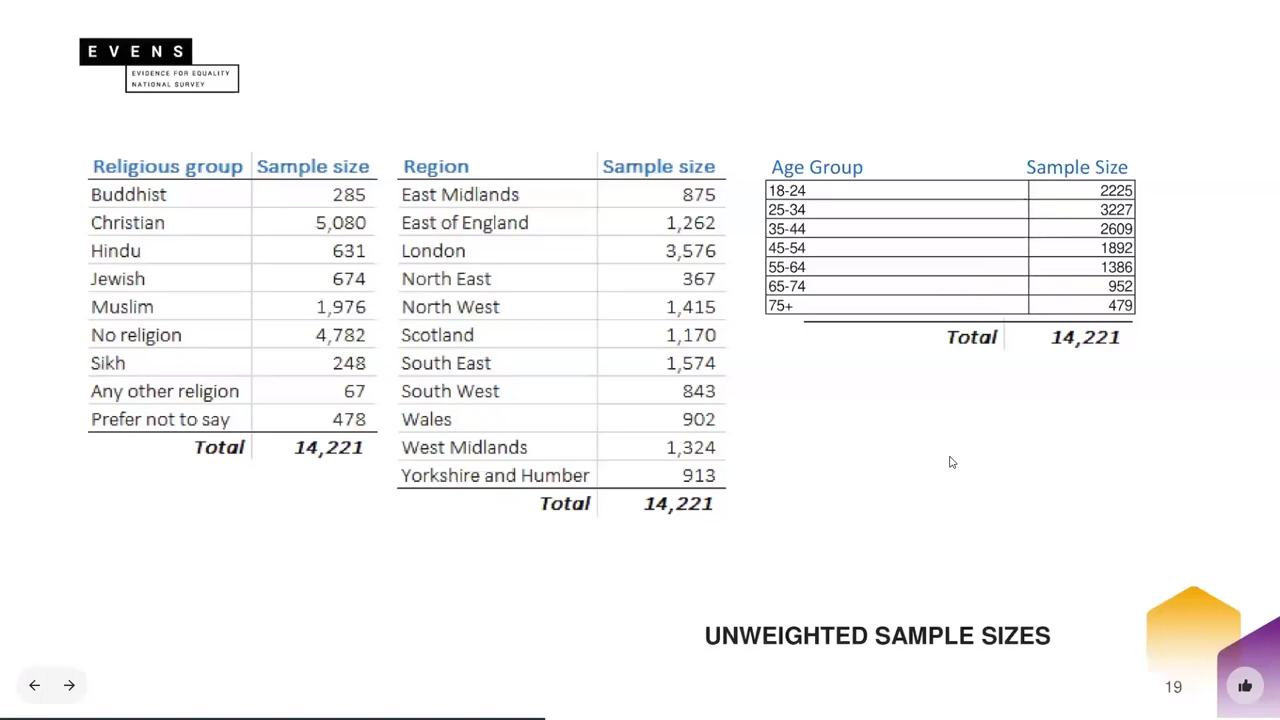 EVENS
EVIDENCE FOR EQUALITY
NATIONAL SURVEY
Religious group Sample size
Buddhist 285
Christian 5,080
Hindu 631
Jewish 674
Muslim 1,976
No religion 4,782
Sikh 248
Any other religion 67
Prefer not to say 478
Total 14,221
Region Sample size
East Midlands 875
East of England 1,262
London 3,576
North East 367
North West 1,415
Scotland 1,170
South East 1,574
South West 843
Wales 902
West Midlands 1,324
Yorkshire and Humber 913
Total 14,221
Age Group Sample Size
18-24 2225
25-34 3227
35-44 2609
45-54 1892
55-64 1386
65-74 952
75+ 479
Total 14,221
UNWEIGHTED SAMPLE SIZES
19